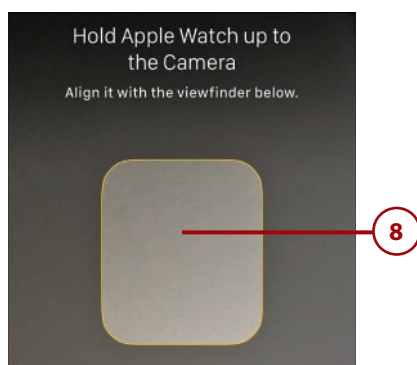 Hold Apple Watch up to
the Camera
Align it with the viewfinder below.
8